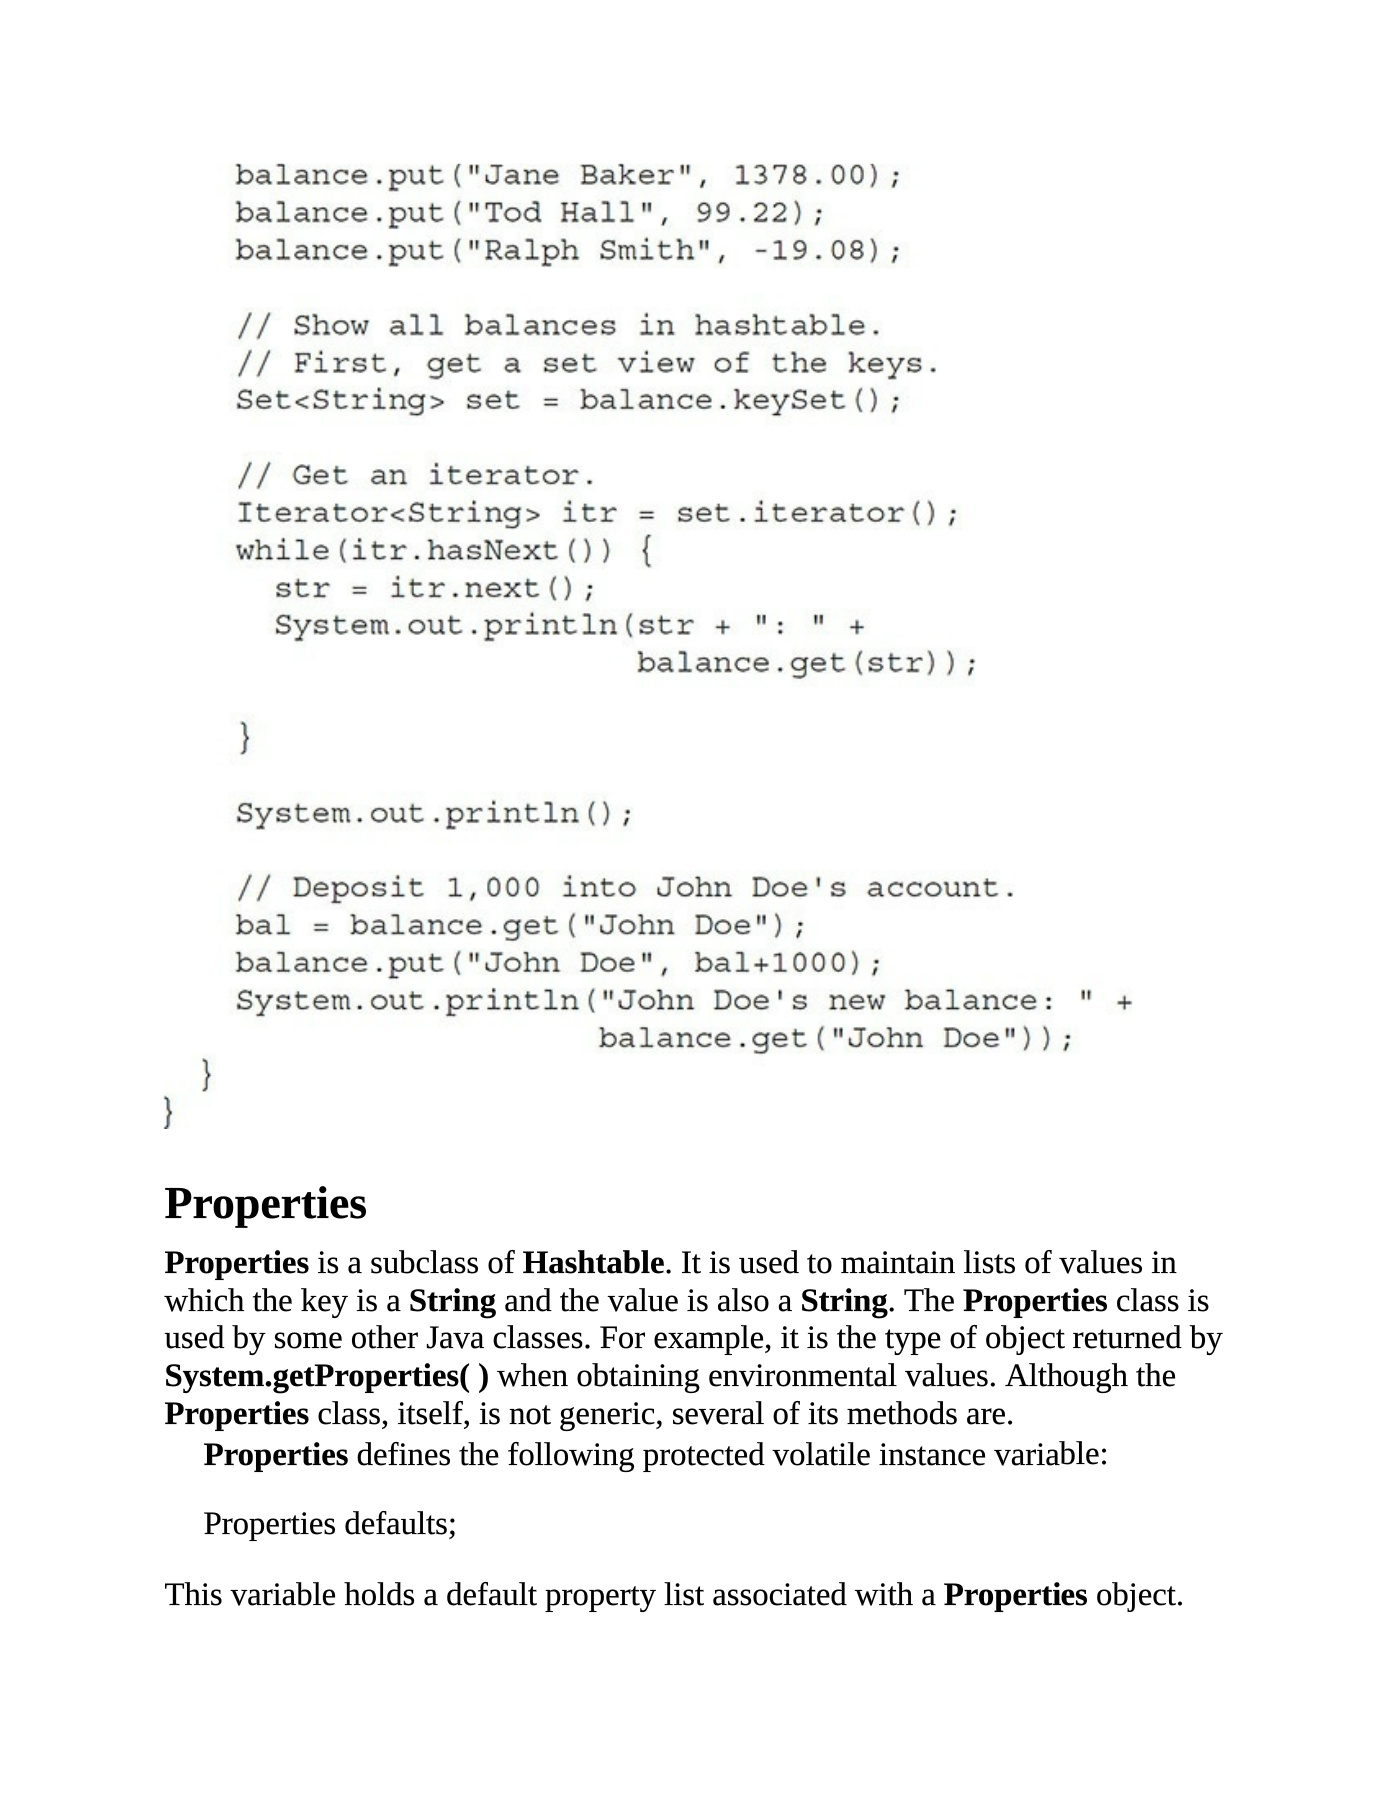 balance.put("Jane Baker", 1378.00);
balance.put("Tod Hall", 99.22);
balance.put("Ralph Smith", -19.08);
// Show all balances in hashtable.
// First, get a set view of the keys.
Set<String> set = balance.keySet();
// Get an iterator.
Iterator<String> itr = set.iterator();
while(itr.hasNext()) {
str = itr.next();
System.out.println(str + ": " +
balance.get(str));
}
System.out.println();
// Deposit 1,000 into John Doe's account.
bal = balance.get("John Doe");
balance.put("John Doe", bal+1000);
System.out.println("John Doe's new balance: " +
balance.get("John Doe"));
}
}
Properties
Properties is a subclass of Hashtable. It is used to maintain lists of values in
which the key is a String and the value is also a String. The Properties class is
used by some other Java classes. For example, it is the type of object returned by
System.getProperties( ) when obtaining environmental values. Although the
Properties class, itself, is not generic, several of its methods are.
Properties defines the following protected volatile instance variable:
Properties defaults;
This variable holds a default property list associated with a Properties object.